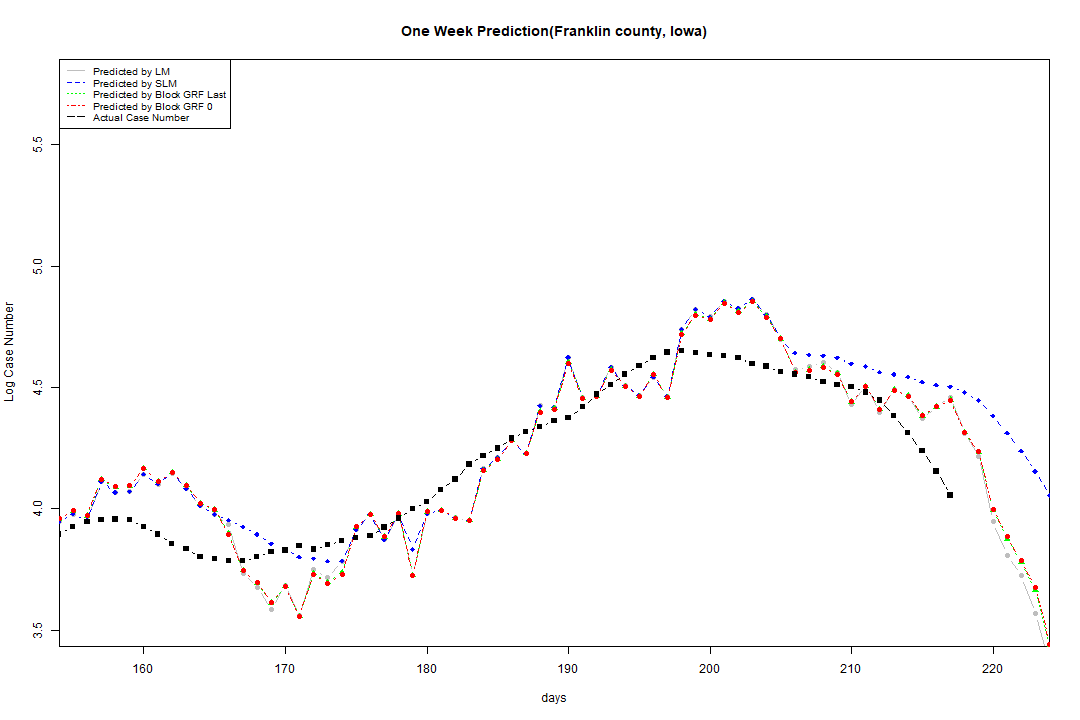 One Week Prediction(Franklin county, Iowa)
Predicted by LM
Predicted by SLM
Predicted by Block GRF Last
Predicted by Block GRF 0
Actual Case Number
5.5
5.0
4.5
4.0
3.5
Log Case Number
160 170 180 190 200 210 220
days